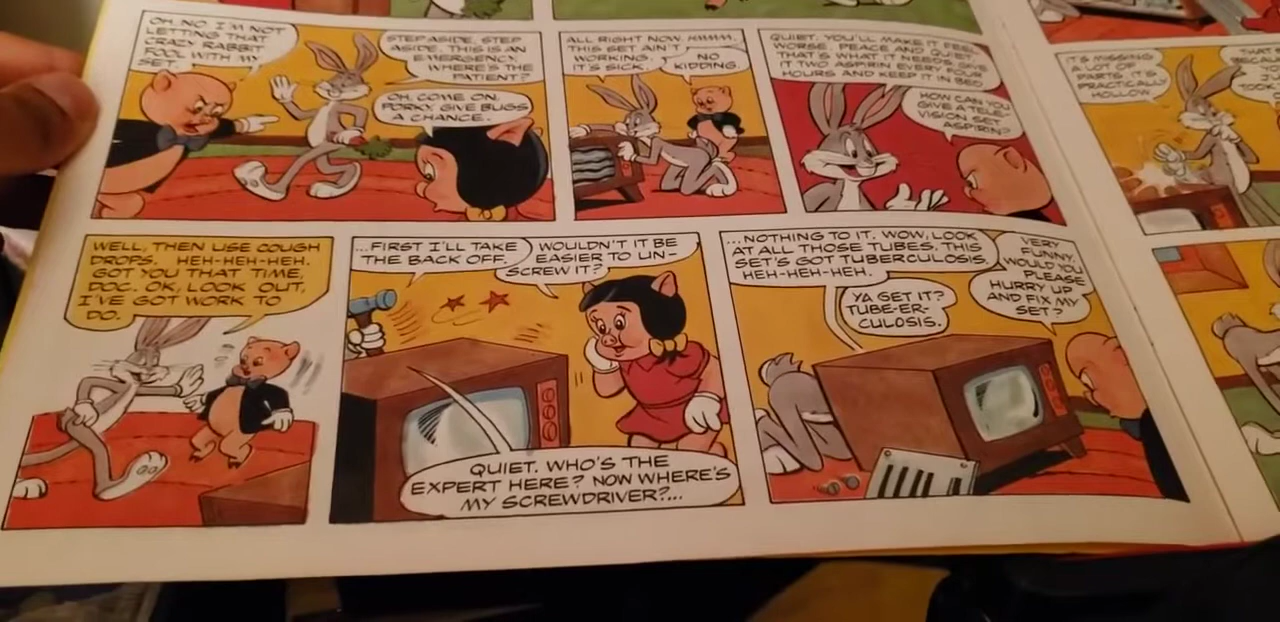 OH, NO. I'M NOT
LETTING THAT
CRAZY RABBIT
FOOL WITH MY
SET.
STEP ASIDE, STEP
ASIDE. THIS IS AN
EMERGENCY.
WHERE'S THE
PATIENT?
OH, COME ON,
PORKY. GIVE BUGS
A CHANCE.
ALL RIGHT NOW. HMMM.
THIS SET AIN'T
WORKING.
IT'S SICK.
NO
KIDDING.
QUIET. YOU'LL MAKE IT FEEL
WORSE. PEACE AND QUIET,
THAT'S WHAT IT NEEDS. GIVE
IT TWO ASPIRIN EVERY FOUR
HOURS AND KEEP IT IN BED.
HOW CAN YOU
GIVE A TELE-
VISION SET
ASPIRIN?
IT'S MISSING
A LOT OF
PARTS. IT'S
PRACTICALLY
HOLLOW.
THAT'S
TOOK
WELL, THEN USE COUGH
DROPS. HEH-HEH-HEH.
GOT YOU THAT TIME,
DOC. OK, LOOK OUT,
I'VE GOT WORK TO
DO.
...FIRST I'LL TAKE
THE BACK OFF.
WOULDN'T IT BE
EASIER TO UN-
SCREW IT?
QUIET. WHO'S THE
EXPERT HERE? NOW WHERE'S
MY SCREWDRIVER?...
...NOTHING TO IT. WOW, LOOK
AT ALL THOSE TUBES. THIS
SET'S GOT TUBERCULOSIS.
HEH-HEH-HEH.
YA GET IT?
TUBE-ER-
CULOSIS.
VERY
FUNNY.
WOULD YOU
PLEASE
HURRY UP
AND FIX MY
SET?